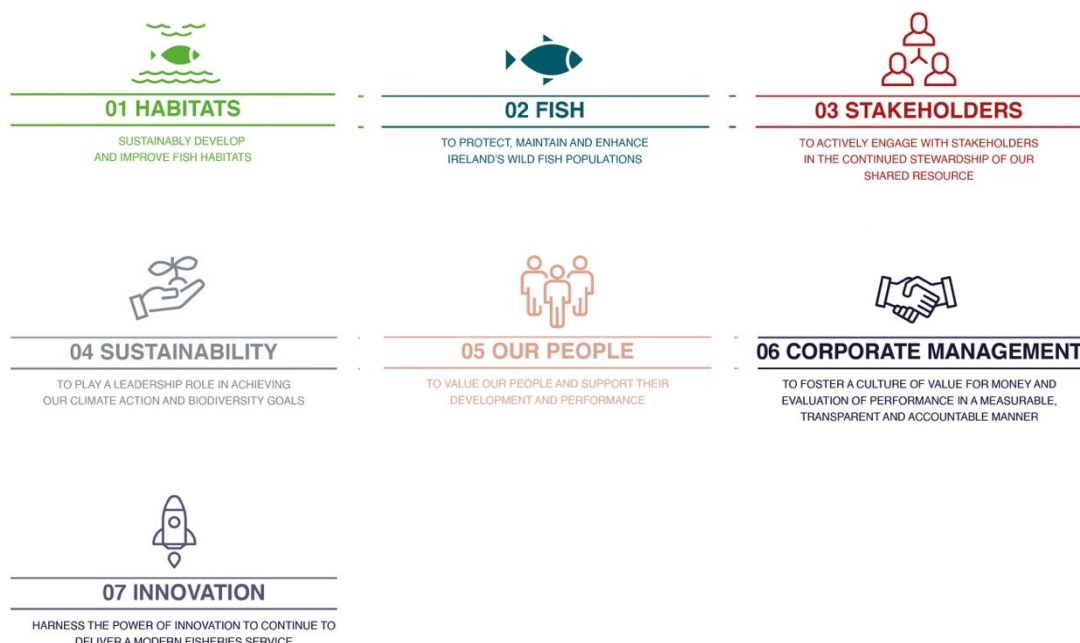 01 HABITATS
SUSTAINABLY DEVELOP
AND IMPROVE FISH HABITATS
02 FISH
TO PROTECT, MAINTAIN AND ENHANCE
IRELAND'S WILD FISH POPULATIONS
03 STAKEHOLDERS
TO ACTIVELY ENGAGE WITH STAKEHOLDERS
IN THE CONTINUED STEWARDSHIP OF OUR
SHARED RESOURCE
04 SUSTAINABILITY
TO PLAY A LEADERSHIP ROLE IN ACHIEVING
OUR CLIMATE ACTION AND BIODIVERSITY GOALS
05 OUR PEOPLE
TO VALUE OUR PEOPLE AND SUPPORT THEIR
DEVELOPMENT AND PERFORMANCE
06 CORPORATE MANAGEMENT
TO FOSTER A CULTURE OF VALUE FOR MONEY AND
EVALUATION OF PERFORMANCE IN A MEASURABLE,
TRANSPARENT AND ACCOUNTABLE MANNER
07 INNOVATION
HARNESS THE POWER OF INNOVATION TO CONTINUE TO
DELIVER A MODERN FISHERIES SERVICE